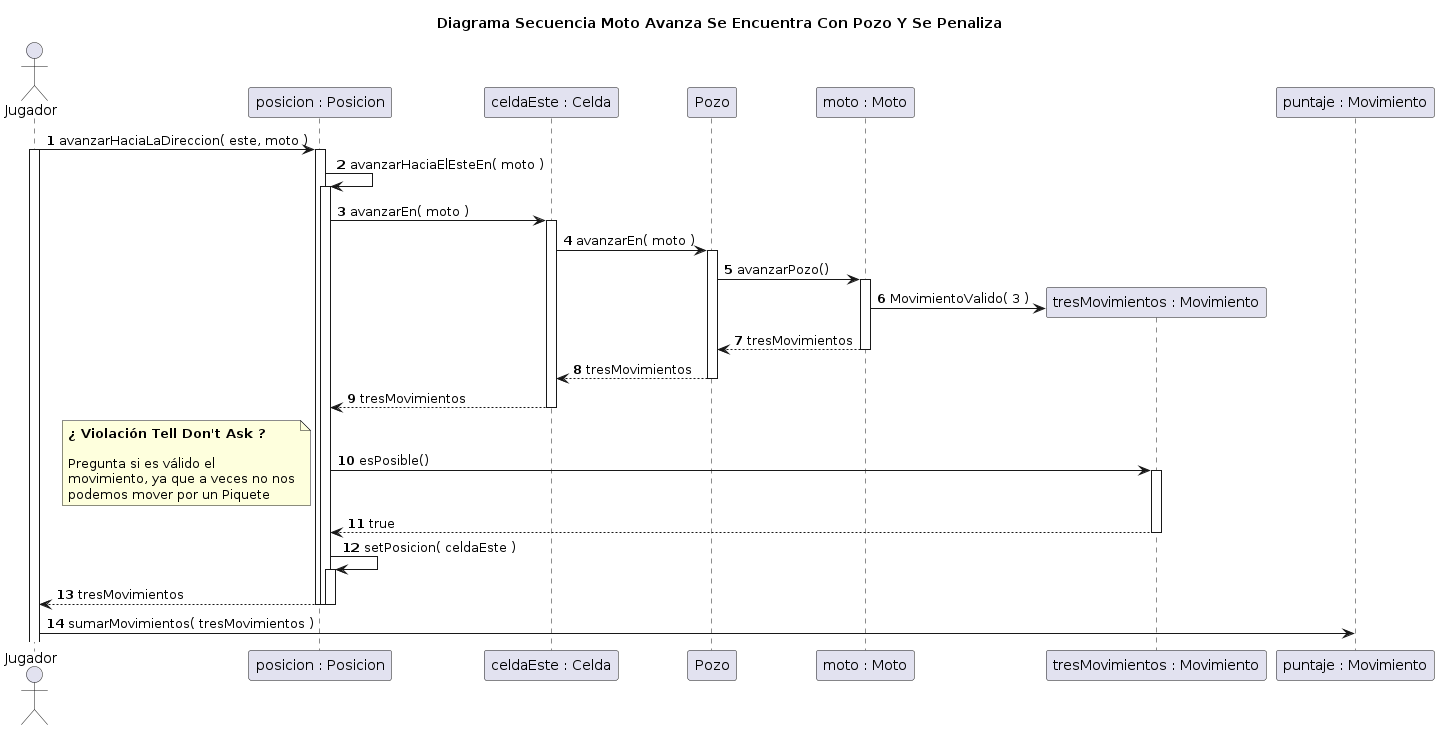 Diagrama Secuencia Moto Avanza Se Encuentra Con Pozo Y Se Penaliza
Jugador
posicion : Posicion
celdaEste : Celda
Pozo
moto : Moto
puntaje : Movimiento
1 avanzarHaciaLaDireccion( este, moto )
2 avanzarHaciaElEsteEn( moto )
3 avanzarEn( moto )
4 avanzarEn( moto )
5 avanzarPozo()
6 MovimientoValido( 3 )
tresMovimientos : Movimiento
7 tresMovimientos
8 tresMovimientos
9 tresMovimientos
¿ Violación Tell Don't Ask ?
Pregunta si es válido el
movimiento, ya que a veces no nos
podemos mover por un Piquete
10 esPosible()
11 true
12 setPosicion( celdaEste )
13 tresMovimientos
14 sumarMovimientos( tresMovimientos )
Jugador
posicion : Posicion
celdaEste : Celda
Pozo
moto : Moto
tresMovimientos : Movimiento
puntaje : Movimiento